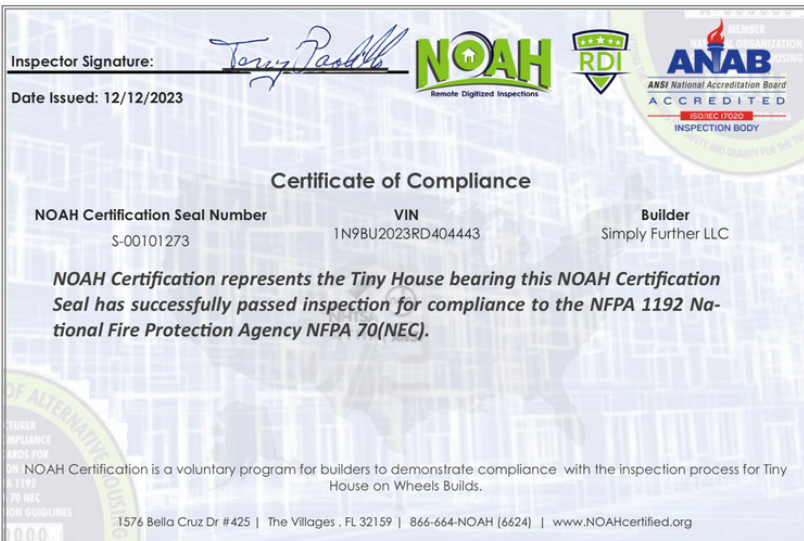 MEMBER
Inspector Signature:
NOAH
Remote Digitized Inspections
RDI
ANAB
ANSI National Accreditation Board
ACCREDITED
ISO/IEC 17020
INSPECTION BODY
Date Issued: 12/12/2023
Certificate of Compliance
NOAH Certification Seal Number
S-00101273
VIN
1N9BU2023RD404443
Builder
Simply Further LLC
NOAH Certification represents the Tiny House bearing this NOAH Certification
Seal has successfully passed inspection for compliance to the NFPA 1192 Na-
tional Fire Protection Agency NFPA 70(NEC).
NHTSA
OF ALTERNATIVE HOUSING
NOAH Certification is a voluntary program for builders to demonstrate compliance with the inspection process for Tiny
House on Wheels Builds.
1576 Bella Cruz Dr #425 | The Villages , FL 32159 | 866-664-NOAH (6624) | www.NOAHcertified.org